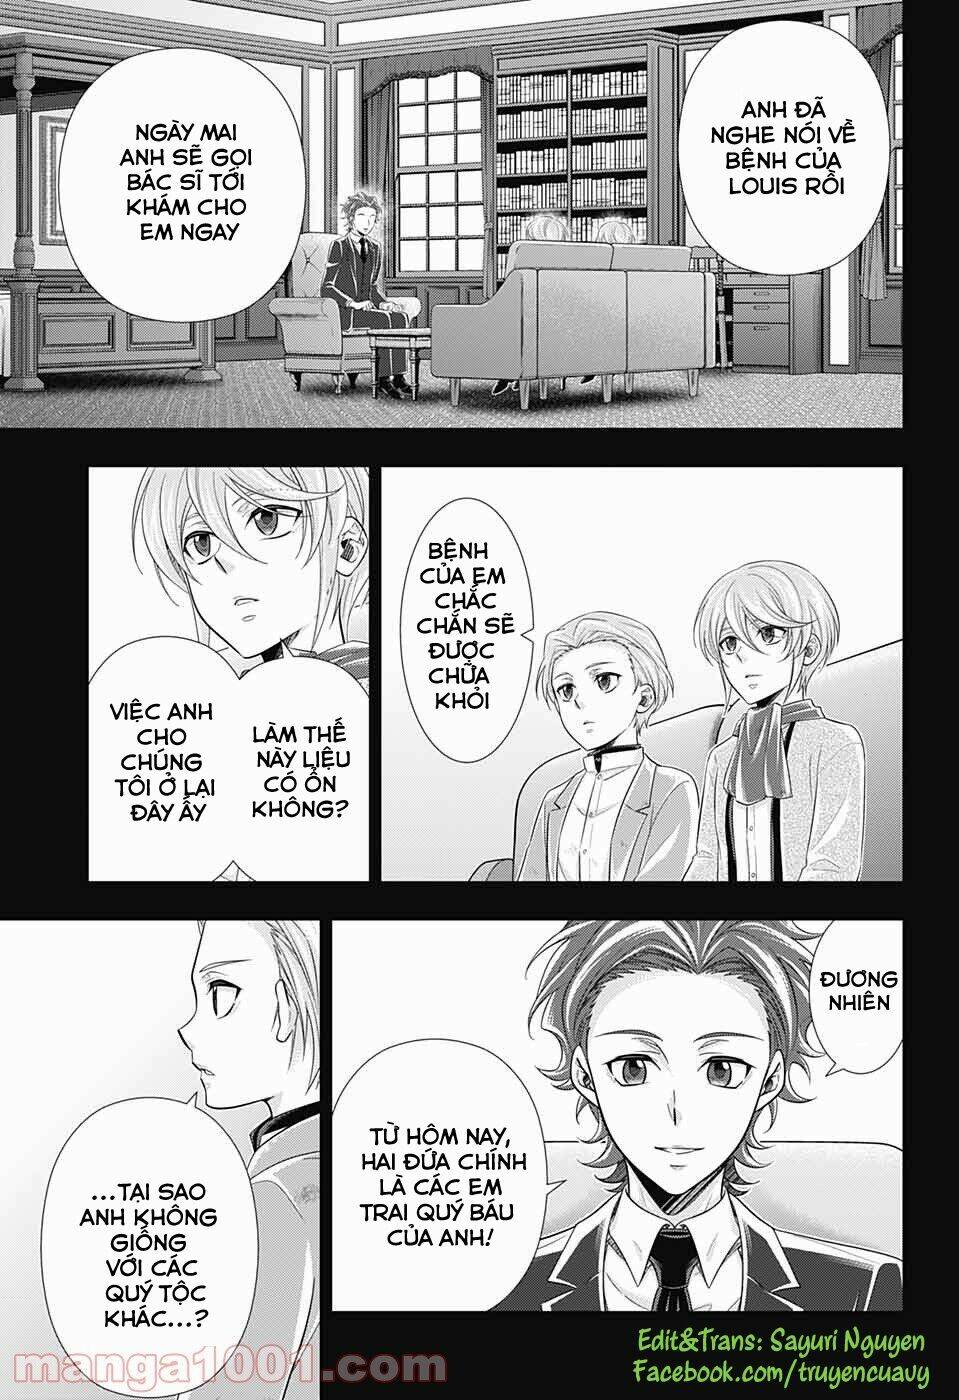 ANH ĐÃ
NGHE NÓI VỀ
BỆNH CỦA
LOUIS RỒI
NGÀY MAI
ANH SẼ GỌI
BÁC SĨ TỚI
KHÁM CHO
EM NGAY
BỆNH
CỦA EM
CHẮC
CHẮN SẼ
ĐƯỢC
CHỮA
KHỎI
LÀM THẾ
NÀY LIỆU
CÓ ỔN
KHÔNG?
VIỆC ANH
CHO
CHÚNG
TÔI Ở LẠI
ĐÂY ẤY
ĐƯƠNG
NHIÊN
TỪ HÔM NAY,
HAI ĐỨA CHÍNH
LÀ CÁC EM
TRAI QUÝ BÁU
CỦA ANH!
...TẠI SAO
ANH KHÔNG
GIỐNG
VỚI CÁC
QUÝ TỘC
KHÁC...?
manga1001.com
Edit&Trans: Sayuri Nguyen
Facebook.com/truyencuavy